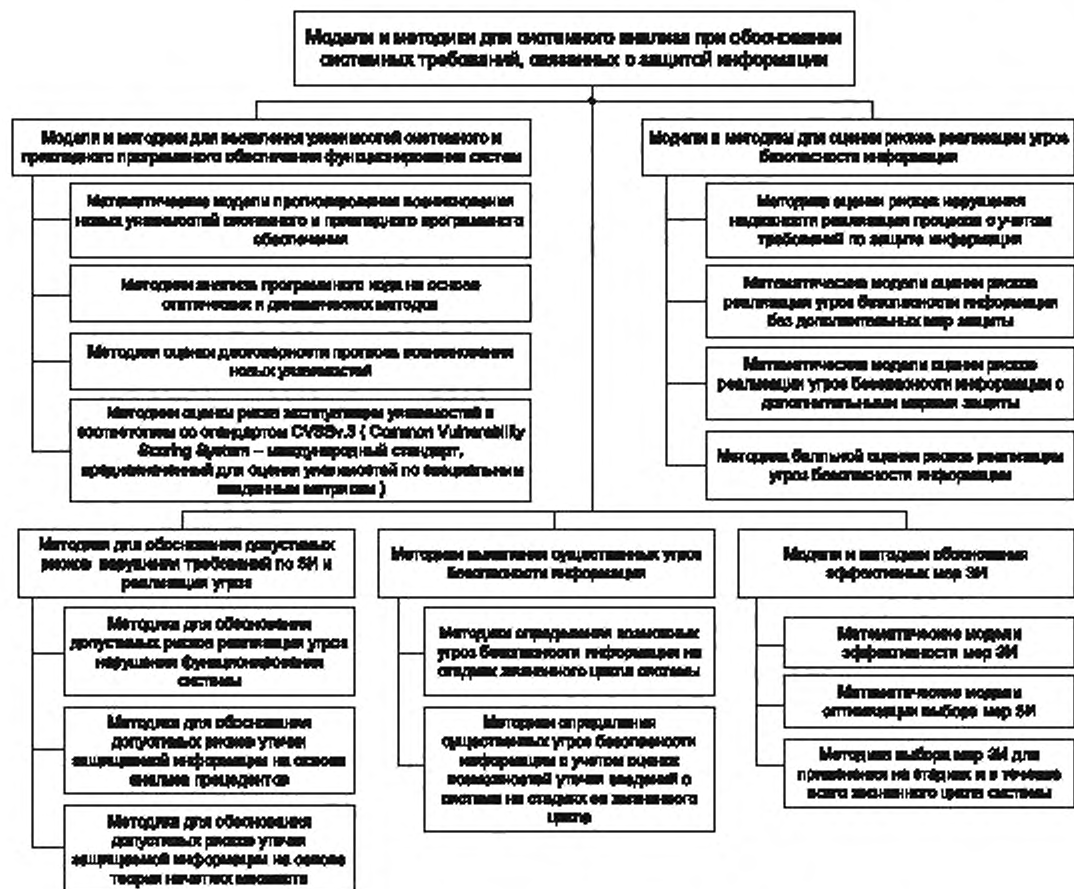 Модели и методики для системного анализа при обосновании
системных требований, связанных с защитой информации
Модели и методики для выявления уязвимостей системного и
прикладного программного обеспечения функционирования систем
Математические модели прогнозирования возникновения
новых уязвимостей системного и прикладного программного
обеспечения
Методики анализа программного кода на основе
статических и динамических методов
Методики оценки достоверности прогноза возникновения
новых уязвимостей
Методики оценки риска эксплуатации уязвимостей в
соответствии со стандартом CVSSv.3 ( Common Vulnerability
Scoring System – международный стандарт,
предназначенный для оценки уязвимостей по специальным
введенным метрикам )
Модели и методики для оценки рисков реализации угроз
безопасности информации
Методика оценки рисков нарушения
надежности реализации процесса с учетом
требований по защите информации
Математические модели оценки рисков
реализации угроз безопасности информации
без дополнительных мер защиты
Математические модели оценки рисков
реализации угроз безопасности информации с
дополнительными мерами защиты
Методика балльной оценки рисков реализации
угроз безопасности информации
Методики для обоснования допустимых
рисков нарушения требований по ЗИ и
реализации угроз
Методика для обоснования
допустимых рисков реализации угроз
нарушения функционирования
системы
Методика для обоснования
допустимых рисков утечки
защищаемой информации на основе
анализа прецедентов
Методика для обоснования
допустимых рисков утечки
защищаемой информации на основе
теории нечетких множеств
Методики выявления существенных угроз
безопасности информации
Методики определения возможных
угроз безопасности информации на
стадиях жизненного цикла системы
Методики определения
существенных угроз безопасности
информации с учетом оценок
возможностей утечки сведений о
системе на стадиях ее жизненного
цикла
Модели и методики обоснования
эффективных мер ЗИ
Математические модели
эффективности мер ЗИ
Математические модели
оптимизации выбора мер ЗИ
Методика выбора мер ЗИ для
применения на стадиях и в течение
всего жизненного цикла системы